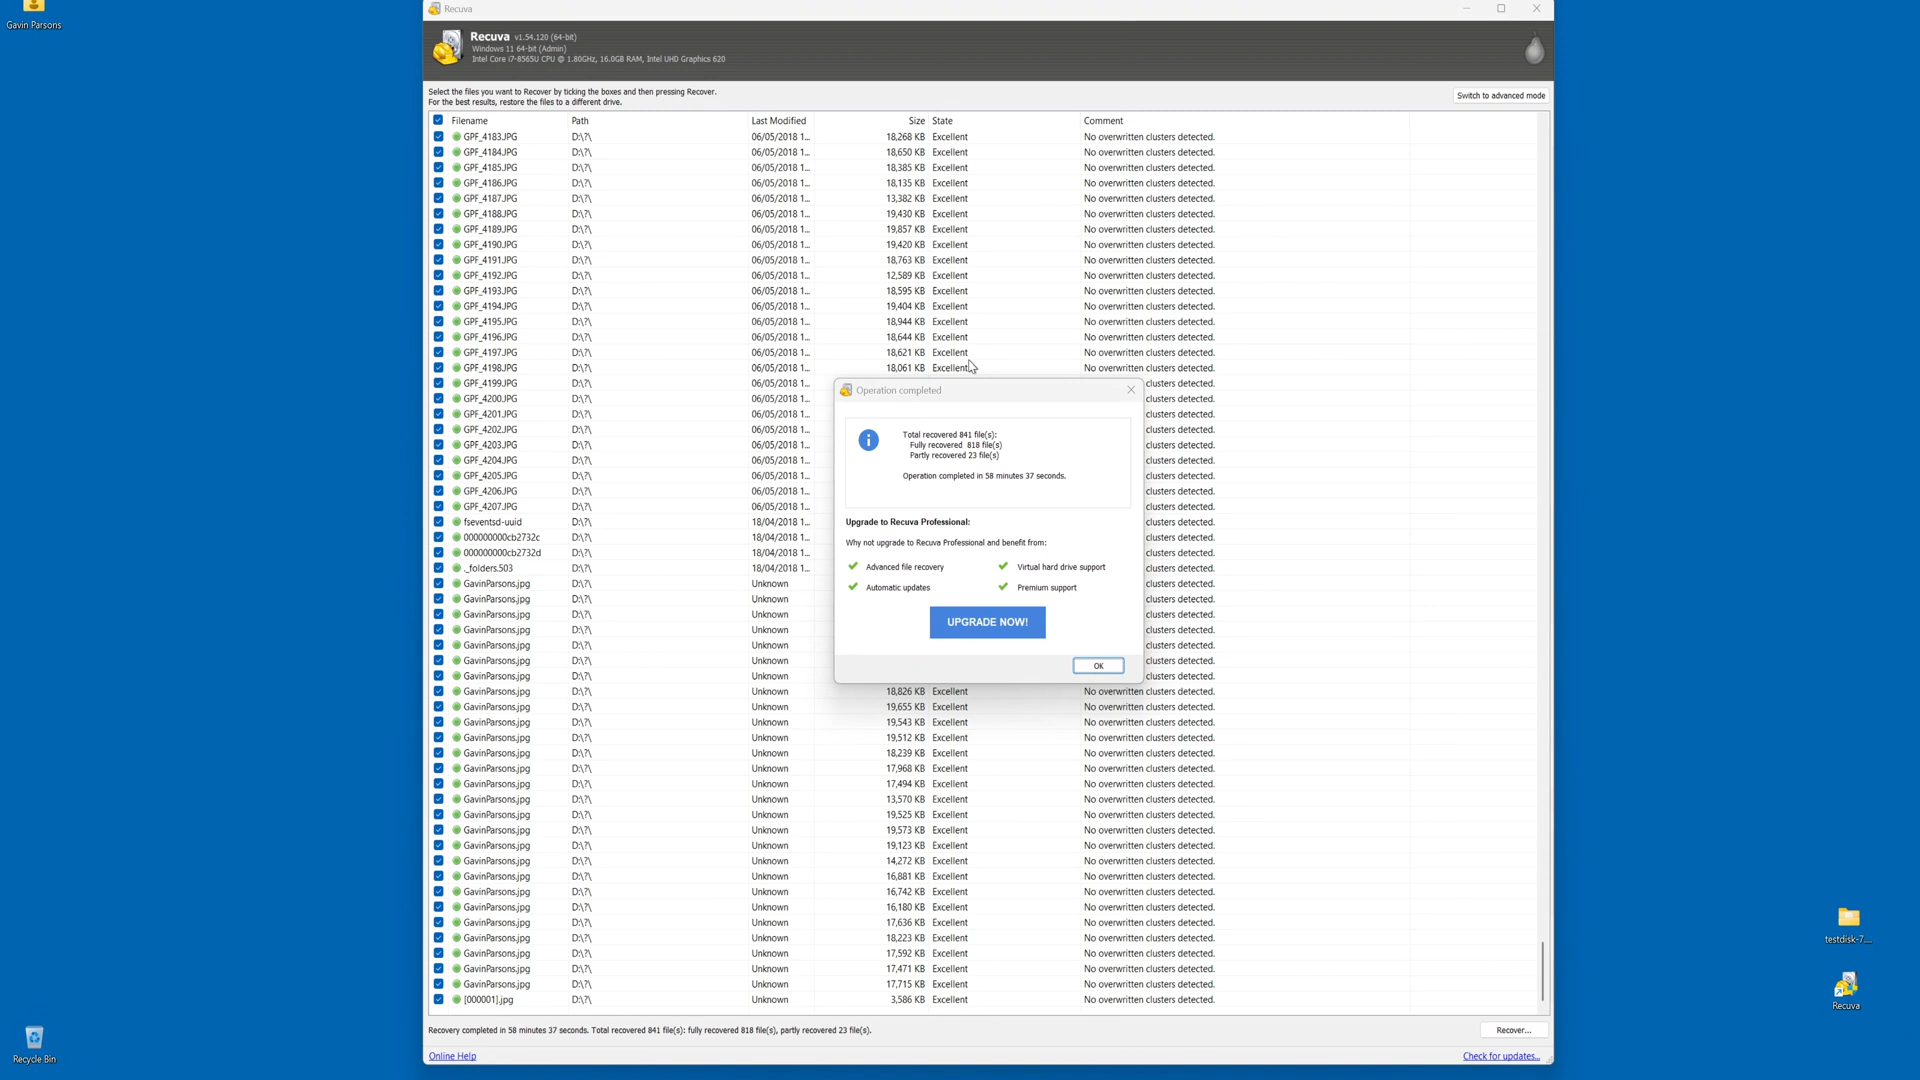 Gavin Parsons
Recuva
Recuva v1.54.120 (64-bit)
Windows 11 64-bit (Admin)
Intel Core i7-8565U CPU @ 1.80GHz, 16.0GB RAM, Intel UHD Graphics 620
Select the files you want to Recover by ticking the boxes and then pressing Recover.
For the best results, restore the files to a different drive.
Switch to advanced mode
Filename Path Last Modified Size State Comment
GPF_4183.JPG D:\?\ 06/05/2018 1... 18,268 KB Excellent No overwritten clusters detected.
GPF_4184.JPG D:\?\ 06/05/2018 1... 18,650 KB Excellent No overwritten clusters detected.
GPF_4185.JPG D:\?\ 06/05/2018 1... 18,385 KB Excellent No overwritten clusters detected.
GPF_4186.JPG D:\?\ 06/05/2018 1... 18,135 KB Excellent No overwritten clusters detected.
GPF_4187.JPG D:\?\ 06/05/2018 1... 13,382 KB Excellent No overwritten clusters detected.
GPF_4188.JPG D:\?\ 06/05/2018 1... 19,430 KB Excellent No overwritten clusters detected.
GPF_4189.JPG D:\?\ 06/05/2018 1... 19,857 KB Excellent No overwritten clusters detected.
GPF_4190.JPG D:\?\ 06/05/2018 1... 19,420 KB Excellent No overwritten clusters detected.
GPF_4191.JPG D:\?\ 06/05/2018 1... 18,763 KB Excellent No overwritten clusters detected.
GPF_4192.JPG D:\?\ 06/05/2018 1... 12,589 KB Excellent No overwritten clusters detected.
GPF_4193.JPG D:\?\ 06/05/2018 1... 18,595 KB Excellent No overwritten clusters detected.
GPF_4194.JPG D:\?\ 06/05/2018 1... 19,404 KB Excellent No overwritten clusters detected.
GPF_4195.JPG D:\?\ 06/05/2018 1... 18,944 KB Excellent No overwritten clusters detected.
GPF_4196.JPG D:\?\ 06/05/2018 1... 18,644 KB Excellent No overwritten clusters detected.
GPF_4197.JPG D:\?\ 06/05/2018 1... 18,621 KB Excellent No overwritten clusters detected.
GPF_4198.JPG D:\?\ 06/05/2018 1... 18,061 KB Excellent No overwritten clusters detected.
GPF_4199.JPG D:\?\ 06/05/2018 1... clusters detected.
GPF_4200.JPG D:\?\ 06/05/2018 1... clusters detected.
GPF_4201.JPG D:\?\ 06/05/2018 1... clusters detected.
GPF_4202.JPG D:\?\ 06/05/2018 1... clusters detected.
GPF_4203.JPG D:\?\ 06/05/2018 1... clusters detected.
GPF_4204.JPG D:\?\ 06/05/2018 1... clusters detected.
GPF_4205.JPG D:\?\ 06/05/2018 1... clusters detected.
GPF_4206.JPG D:\?\ 06/05/2018 1... clusters detected.
GPF_4207.JPG D:\?\ 06/05/2018 1... clusters detected.
fseventsd-uuid D:\?\ 18/04/2018 1... clusters detected.
000000000cb2732c D:\?\ 18/04/2018 1... clusters detected.
000000000cb2732d D:\?\ 18/04/2018 1... clusters detected.
._folders.503 D:\?\ 18/04/2018 1... clusters detected.
GavinParsons.jpg D:\?\ Unknown clusters detected.
GavinParsons.jpg D:\?\ Unknown clusters detected.
GavinParsons.jpg D:\?\ Unknown clusters detected.
GavinParsons.jpg D:\?\ Unknown clusters detected.
GavinParsons.jpg D:\?\ Unknown clusters detected.
GavinParsons.jpg D:\?\ Unknown clusters detected.
GavinParsons.jpg D:\?\ Unknown clusters detected.
GavinParsons.jpg D:\?\ Unknown 18,826 KB Excellent No overwritten clusters detected.
GavinParsons.jpg D:\?\ Unknown 19,655 KB Excellent No overwritten clusters detected.
GavinParsons.jpg D:\?\ Unknown 19,543 KB Excellent No overwritten clusters detected.
GavinParsons.jpg D:\?\ Unknown 19,512 KB Excellent No overwritten clusters detected.
GavinParsons.jpg D:\?\ Unknown 18,239 KB Excellent No overwritten clusters detected.
GavinParsons.jpg D:\?\ Unknown 17,968 KB Excellent No overwritten clusters detected.
GavinParsons.jpg D:\?\ Unknown 17,494 KB Excellent No overwritten clusters detected.
GavinParsons.jpg D:\?\ Unknown 13,570 KB Excellent No overwritten clusters detected.
GavinParsons.jpg D:\?\ Unknown 19,525 KB Excellent No overwritten clusters detected.
GavinParsons.jpg D:\?\ Unknown 19,573 KB Excellent No overwritten clusters detected.
GavinParsons.jpg D:\?\ Unknown 19,123 KB Excellent No overwritten clusters detected.
GavinParsons.jpg D:\?\ Unknown 14,272 KB Excellent No overwritten clusters detected.
GavinParsons.jpg D:\?\ Unknown 16,881 KB Excellent No overwritten clusters detected.
GavinParsons.jpg D:\?\ Unknown 16,742 KB Excellent No overwritten clusters detected.
GavinParsons.jpg D:\?\ Unknown 16,180 KB Excellent No overwritten clusters detected.
GavinParsons.jpg D:\?\ Unknown 17,636 KB Excellent No overwritten clusters detected.
GavinParsons.jpg D:\?\ Unknown 18,223 KB Excellent No overwritten clusters detected.
GavinParsons.jpg D:\?\ Unknown 17,592 KB Excellent No overwritten clusters detected.
GavinParsons.jpg D:\?\ Unknown 17,471 KB Excellent No overwritten clusters detected.
GavinParsons.jpg D:\?\ Unknown 17,715 KB Excellent No overwritten clusters detected.
[000001].jpg D:\?\ Unknown 3,586 KB Excellent No overwritten clusters detected.
Operation completed
Total recovered 841 file(s):
Fully recovered 818 file(s)
Partly recovered 23 file(s)
Operation completed in 58 minutes 37 seconds.
Upgrade to Recuva Professional:
Why not upgrade to Recuva Professional and benefit from:
Advanced file recovery Virtual hard drive support
Automatic updates Premium support
UPGRADE NOW!
OK
Recovery completed in 58 minutes 37 seconds. Total recovered 841 file(s): fully recovered 818 file(s), partly recovered 23 file(s).
Recover...
Online Help
Check for updates...
testdisk-7....
Recuva
Recycle Bin